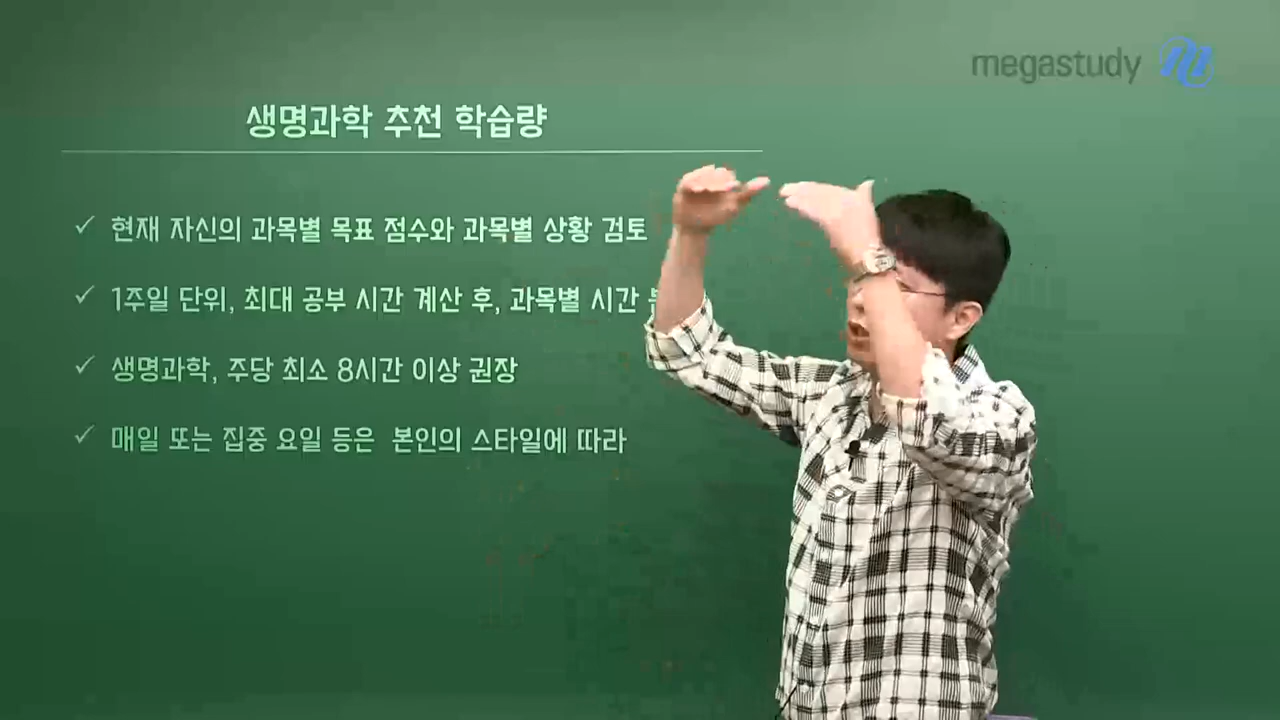 megastudy
생명과학 추천 학습량
현재 자신의 과목별 목표 점수와 과목별 상황 검토
1주일 단위, 최대 공부 시간 계산 후, 과목별 시간
생명과학, 주당 최소 8시간 이상 권장
매일 또는 집중 요일 등은 본인의 스타일에 따라